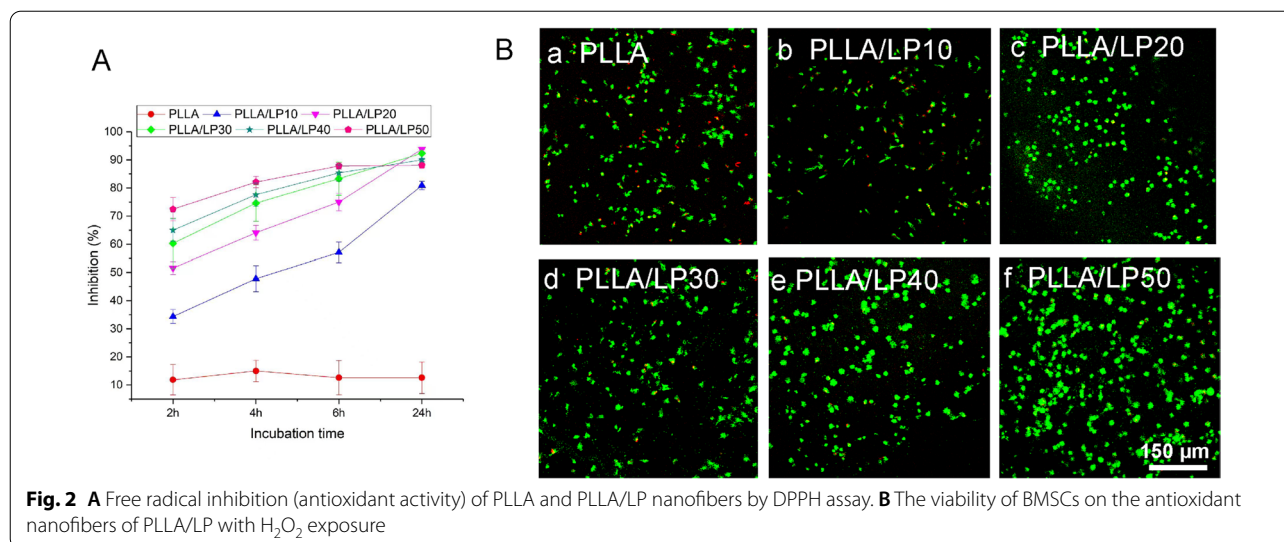 A
PLLA PLLA/LP10 PLLA/LP20
PLLA/LP30 PLLA/LP40 PLLA/LP50
100
90
80
70
60
50
40
30
20
10
Inhibition (%)
2h 4h 6h 24h
Incubation time
B
a PLLA
b PLLA/LP10
c PLLA/LP20
d PLLA/LP30
e PLLA/LP40
f PLLA/LP50
150 µm
Fig. 2 A Free radical inhibition (antioxidant activity) of PLLA and PLLA/LP nanofibers by DPPH assay. B The viability of BMSCs on the antioxidant
nanofibers of PLLA/LP with H₂O₂ exposure